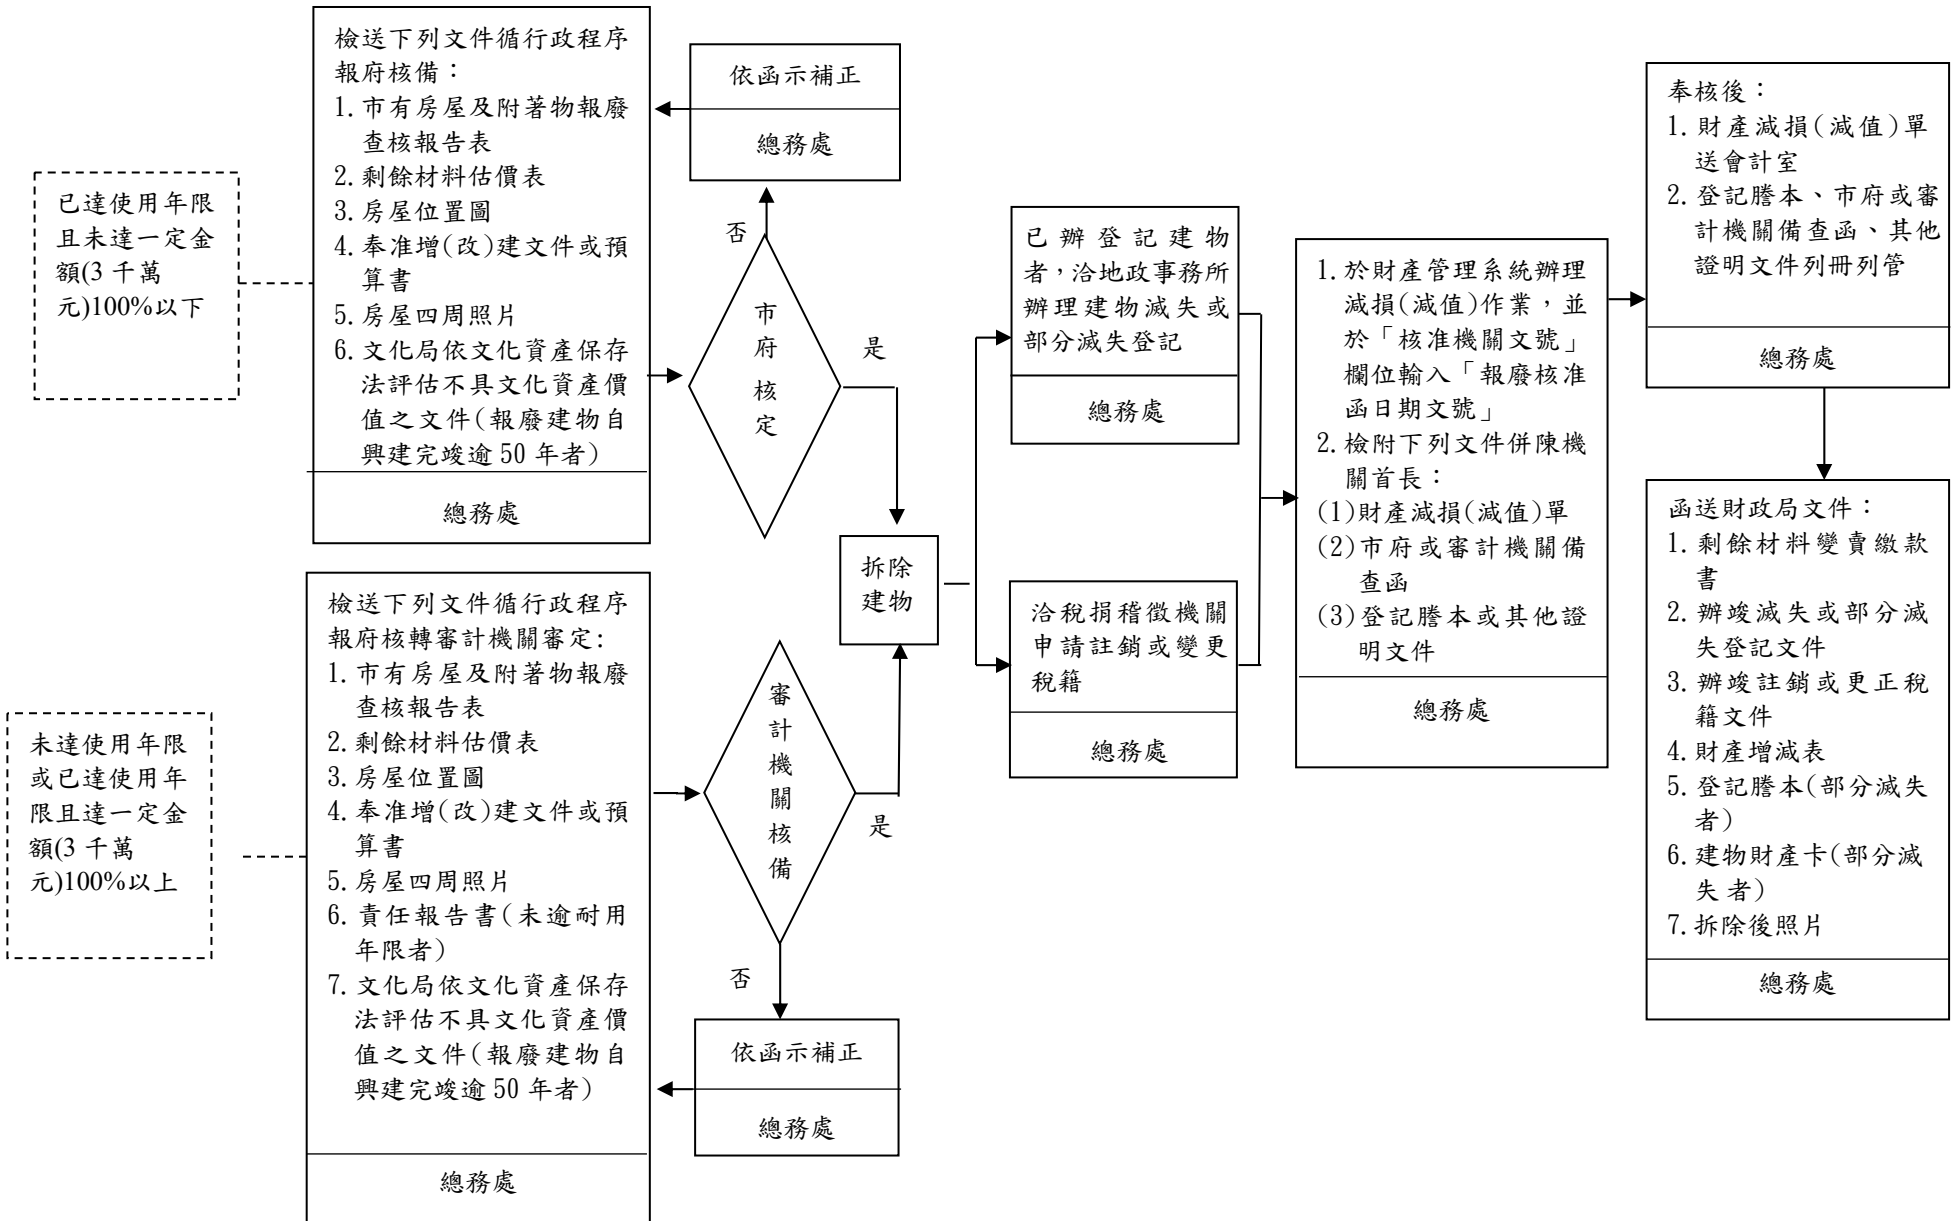 已達使用年限
且未達一定金
額(3 千萬
元)100%以下
檢送下列文件循行政程序
報府核備：
1.市有房屋及附著物報廢
查核報告表
2.剩餘材料估價表
3.房屋位置圖
4.奉准增(改)建文件或預
算書
5.房屋四周照片
6.文化局依文化資產保存
法評估不具文化資產價
值之文件(報廢建物自
興建完竣逾 50 年者)
總務處
依函示補正
總務處
否
市
府
核
定
是
未達使用年限
或已達使用年
限且達一定金
額(3 千萬
元)100%以上
檢送下列文件循行政程序
報府核轉審計機關審定:
1.市有房屋及附著物報廢
查核報告表
2.剩餘材料估價表
3.房屋位置圖
4.奉准增(改)建文件或預
算書
5.房屋四周照片
6.責任報告書(未逾耐用
年限者)
7.文化局依文化資產保存
法評估不具文化資產價
值之文件(報廢建物自
興建完竣逾 50 年者)
總務處
審
計
機
關
核
備
是
否
依函示補正
總務處
拆除
建物
已辦登記建物
者，洽地政事務所
辦理建物滅失或
部分滅失登記
總務處
洽稅捐稽徵機關
申請註銷或變更
稅籍
總務處
1.於財產管理系統辦理
減損(減值)作業，並
於「核准機關文號」
欄位輸入「報廢核准
函日期文號」
2.檢附下列文件併陳機
關首長：
(1)財產減損(減值)單
(2)市府或審計機關備
查函
(3)登記謄本或其他證
明文件
總務處
奉核後：
1.財產減損(減值)單
送會計室
2.登記謄本、市府或審
計機關備查函、其他
證明文件列冊列管
總務處
函送財政局文件：
1.剩餘材料變賣繳款
書
2.辦竣滅失或部分滅
失登記文件
3.辦竣註銷或更正稅
籍文件
4.財產增減表
5.登記謄本(部分滅失
者)
6.建物財產卡(部分滅
失 者)
7.拆除後照片
總務處